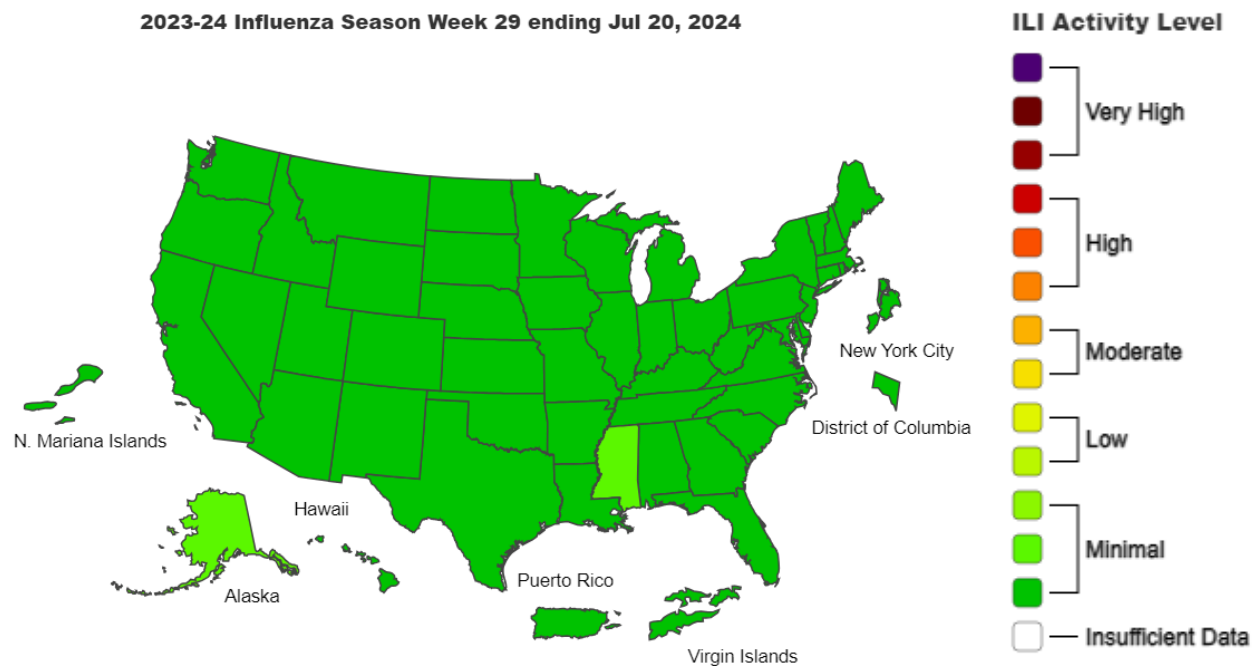 2023-24 Influenza Season Week 29 ending Jul 20, 2024
ILI Activity Level
Very High
High
Moderate
Low
Minimal
Insufficient Data
New York City
District of Columbia
N. Mariana Islands
Hawaii
Alaska
Puerto Rico
Virgin Islands